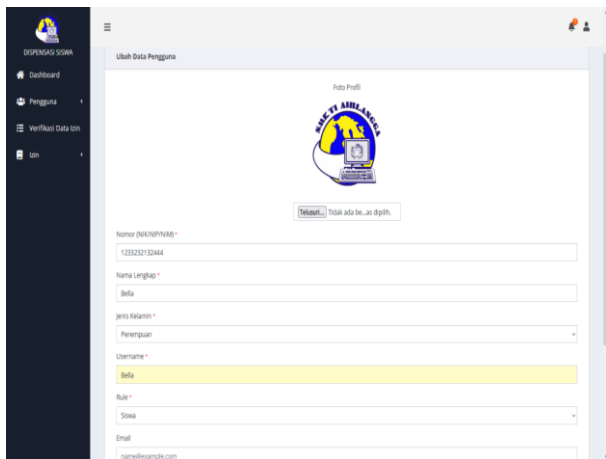 DISPENSASI SISWA
Dashboard
Pengguna
Verifikasi Data Izin
Izin
Ubah Data Pengguna
Foto Profil
SMK TI AIRLANGGA
Telusuri... Tidak ada be...as dipilih.
Nomor (NIK/NIP/NIM) *
1233232132444
Nama Lengkap *
Bella
Jenis Kelamin *
Perempuan
Username *
Bella
Rule *
Siswa
Email
name@example.com